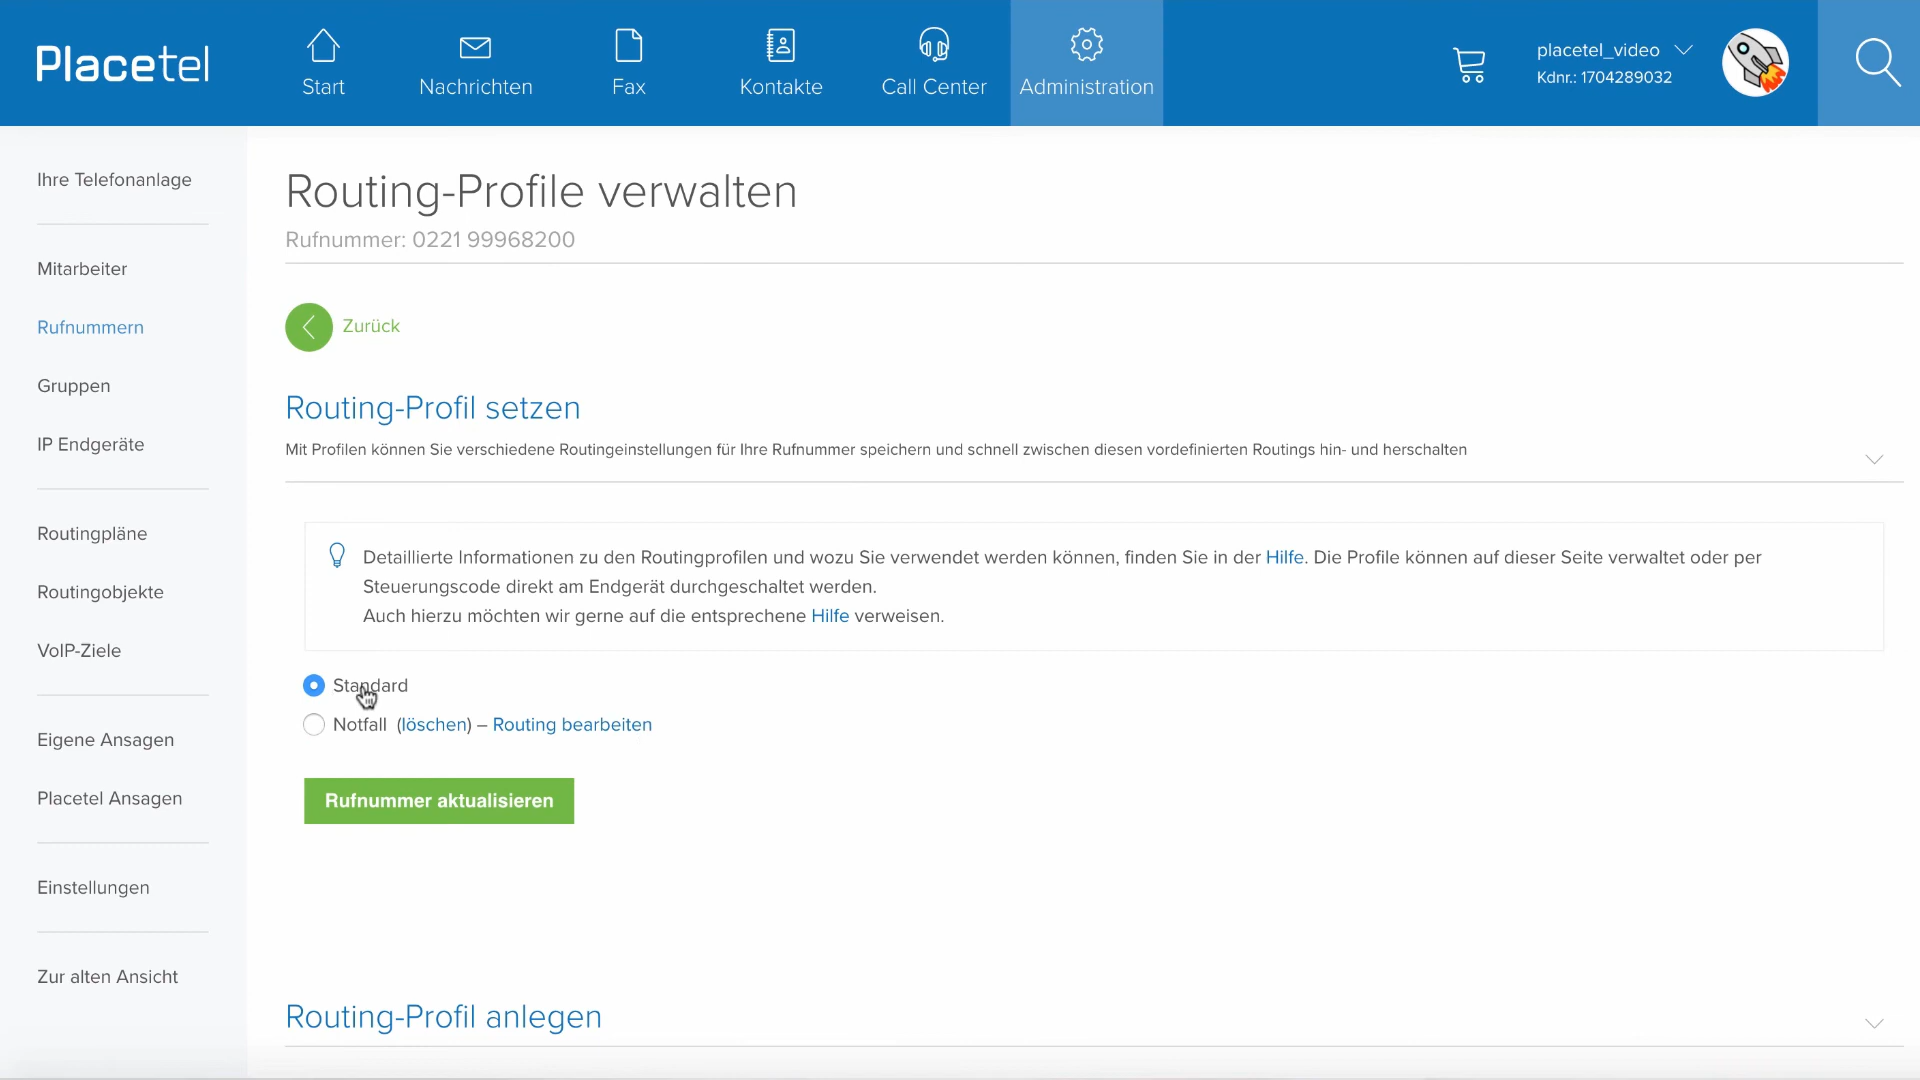 Placetel
Start
Nachrichten
Fax
Kontakte
Call Center
Administration
placetel_video
Kdnr.: 1704289032
Ihre Telefonanlage
Mitarbeiter
Rufnummern
Gruppen
IP Endgeräte
Routingpläne
Routingobjekte
VoIP-Ziele
Eigene Ansagen
Placetel Ansagen
Einstellungen
Zur alten Ansicht
Routing-Profile verwalten
Rufnummer: 0221 99968200
Zurück
Routing-Profil setzen
Mit Profilen können Sie verschiedene Routingeinstellungen für Ihre Rufnummer speichern und schnell zwischen diesen vordefinierten Routings hin- und herschalten
Detaillierte Informationen zu den Routingprofilen und wozu Sie verwendet werden können, finden Sie in der Hilfe. Die Profile können auf dieser Seite verwaltet oder per
Steuerungscode direkt am Endgerät durchgeschaltet werden.
Auch hierzu möchten wir gerne auf die entsprechene Hilfe verweisen.
Standard
Notfall (löschen) – Routing bearbeiten
Rufnummer aktualisieren
Routing-Profil anlegen